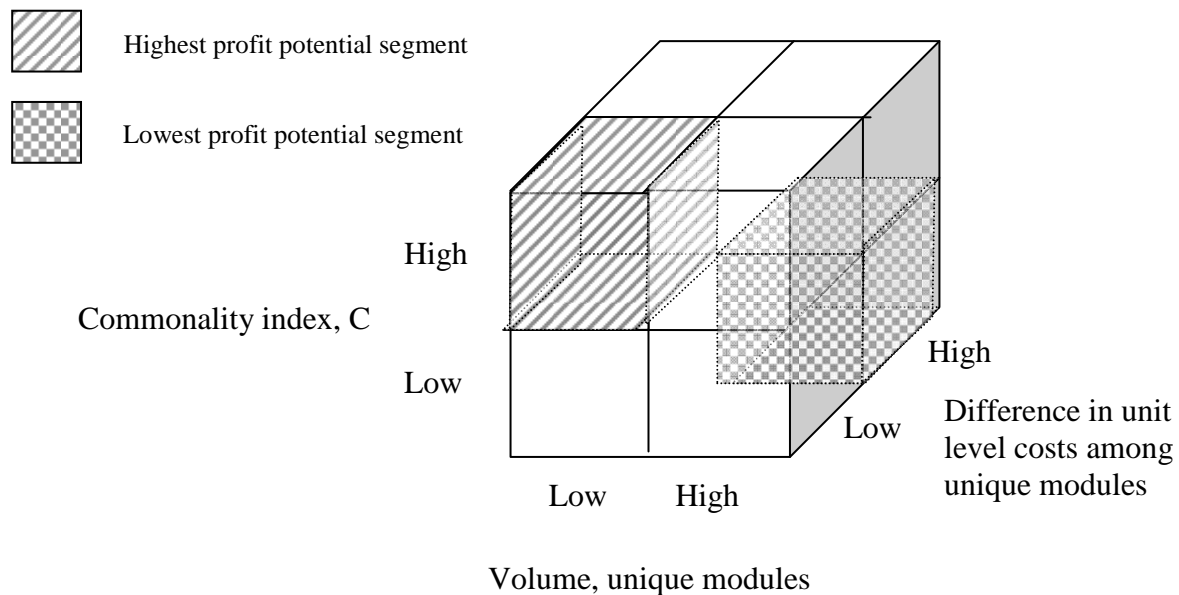 Highest profit potential segment
Lowest profit potential segment
High
Commonality index, C
Low
High
Low
Difference in unit
level costs among
unique modules
Low
High
Volume, unique modules